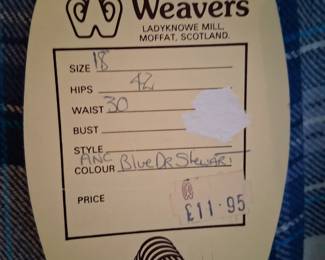 Weavers
LADYKNOWE MILL,
MOFFAT, SCOTLAND.
SIZE 18
HIPS 42
WAIST 30
BUST
STYLE
COLOUR ANC Blue DR Stewart
PRICE
£11.95